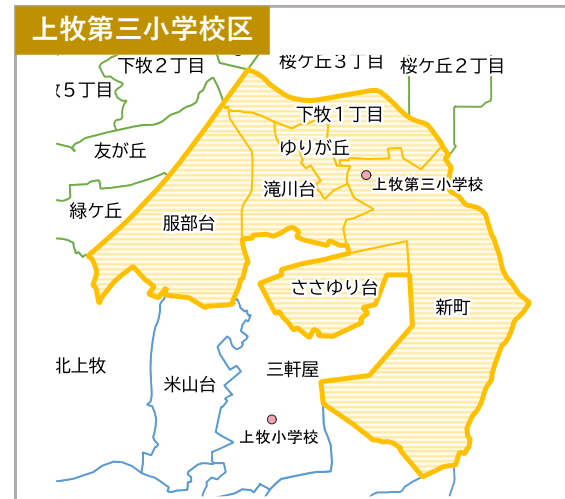 上牧第三小学校区
下牧2丁目
桜ケ丘3丁目
桜ケ丘2丁目
5丁目
下牧1丁目
友が丘
ゆりが丘
滝川台
上牧第三小学校
緑ケ丘
服部台
ささゆり台
新町
北上牧
米山台
三軒屋
上牧小学校